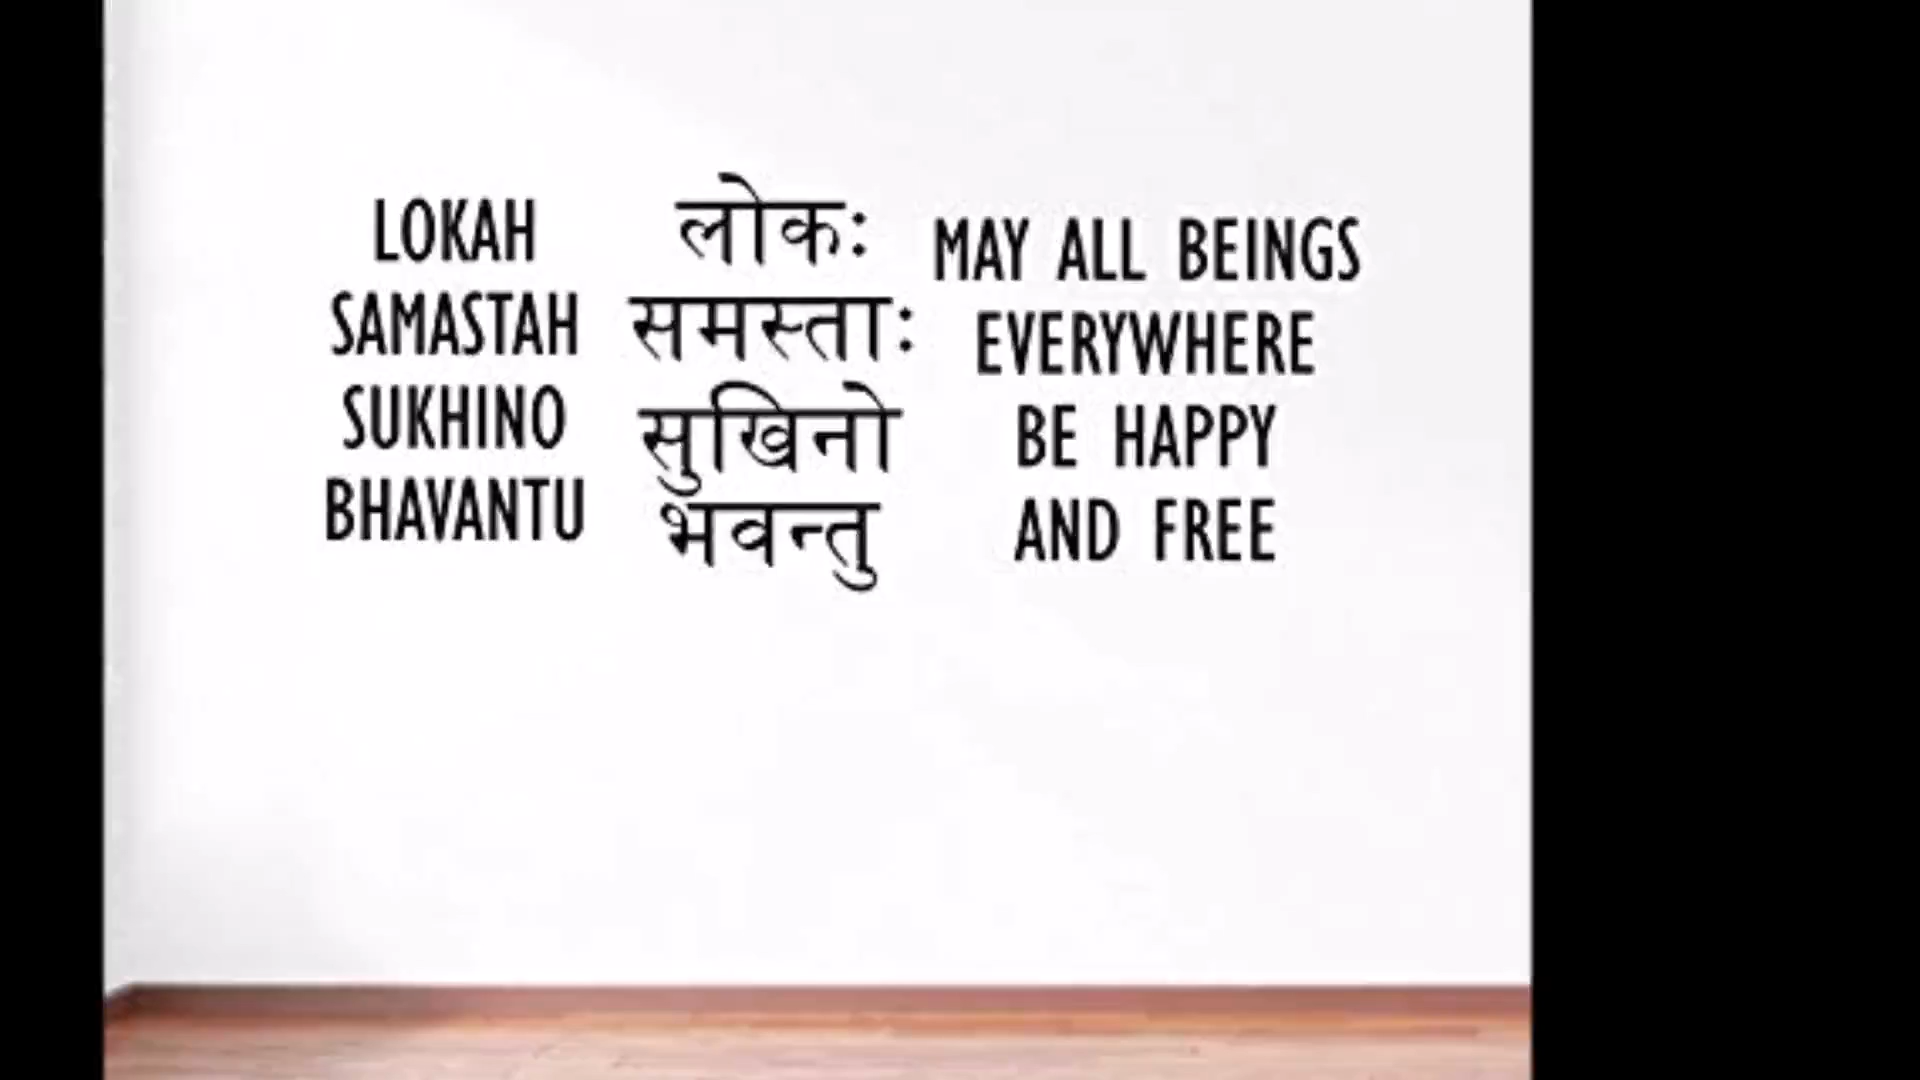 LOKAH
SAMASTAH
SUKHINO
BHAVANTU
लोकः
समस्ताः
सुखिनो
भवन्तु
MAY ALL BEINGS
EVERYWHERE
BE HAPPY
AND FREE